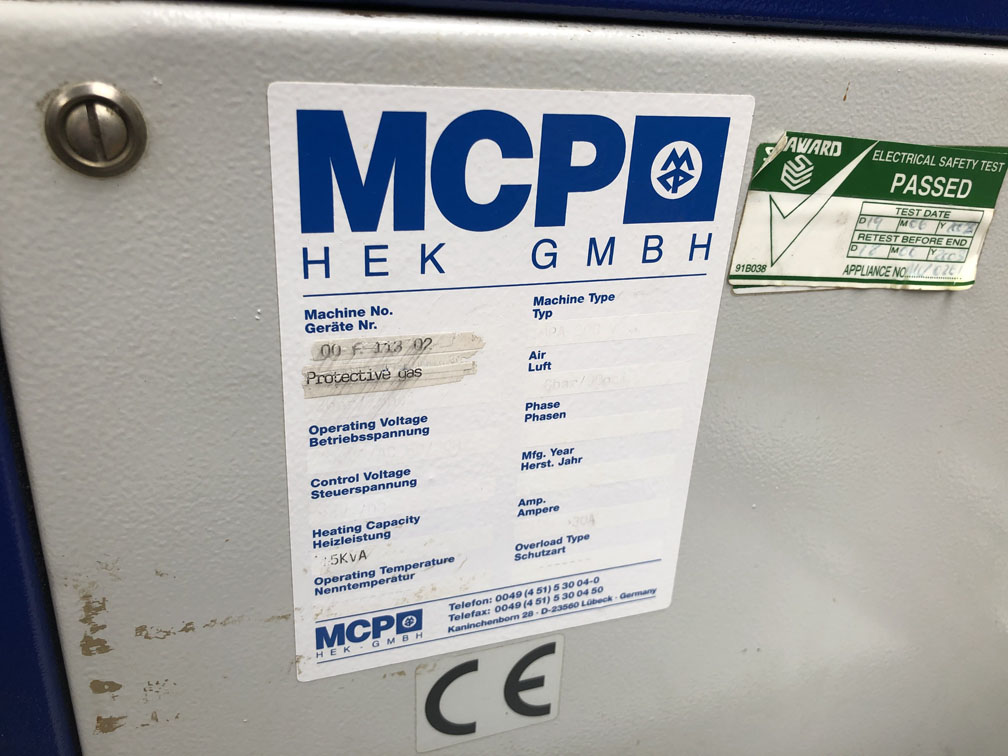 MCP
MCP
HEK GMBH
Machine No.
Geräte Nr.
Protective gas
Operating Voltage
Betriebsspannung
Control Voltage
Steuerspannung
Heating Capacity
Heizleistung
5KVA
Operating Temperature
Nenntemperatur
Machine Type
Typ
Air
Luft
Phase
Phasen
Mfg. Year
Herst. Jahr
Amp.
Ampere
30A
Overload Type
Schutzart
MCP
HEK - GMBH
Telefon: 0049 (4 51) 5 30 04-0
Telefax: 0049 (4 51) 5 30 04 50
Kaninchenborn 28 · D-23560 Lübeck · Germany
CE
ELECTRICAL SAFETY TEST
PASSED
TEST DATE
D M Y
RETEST BEFORE END
D M Y
APPLIANCE NO.
91B038